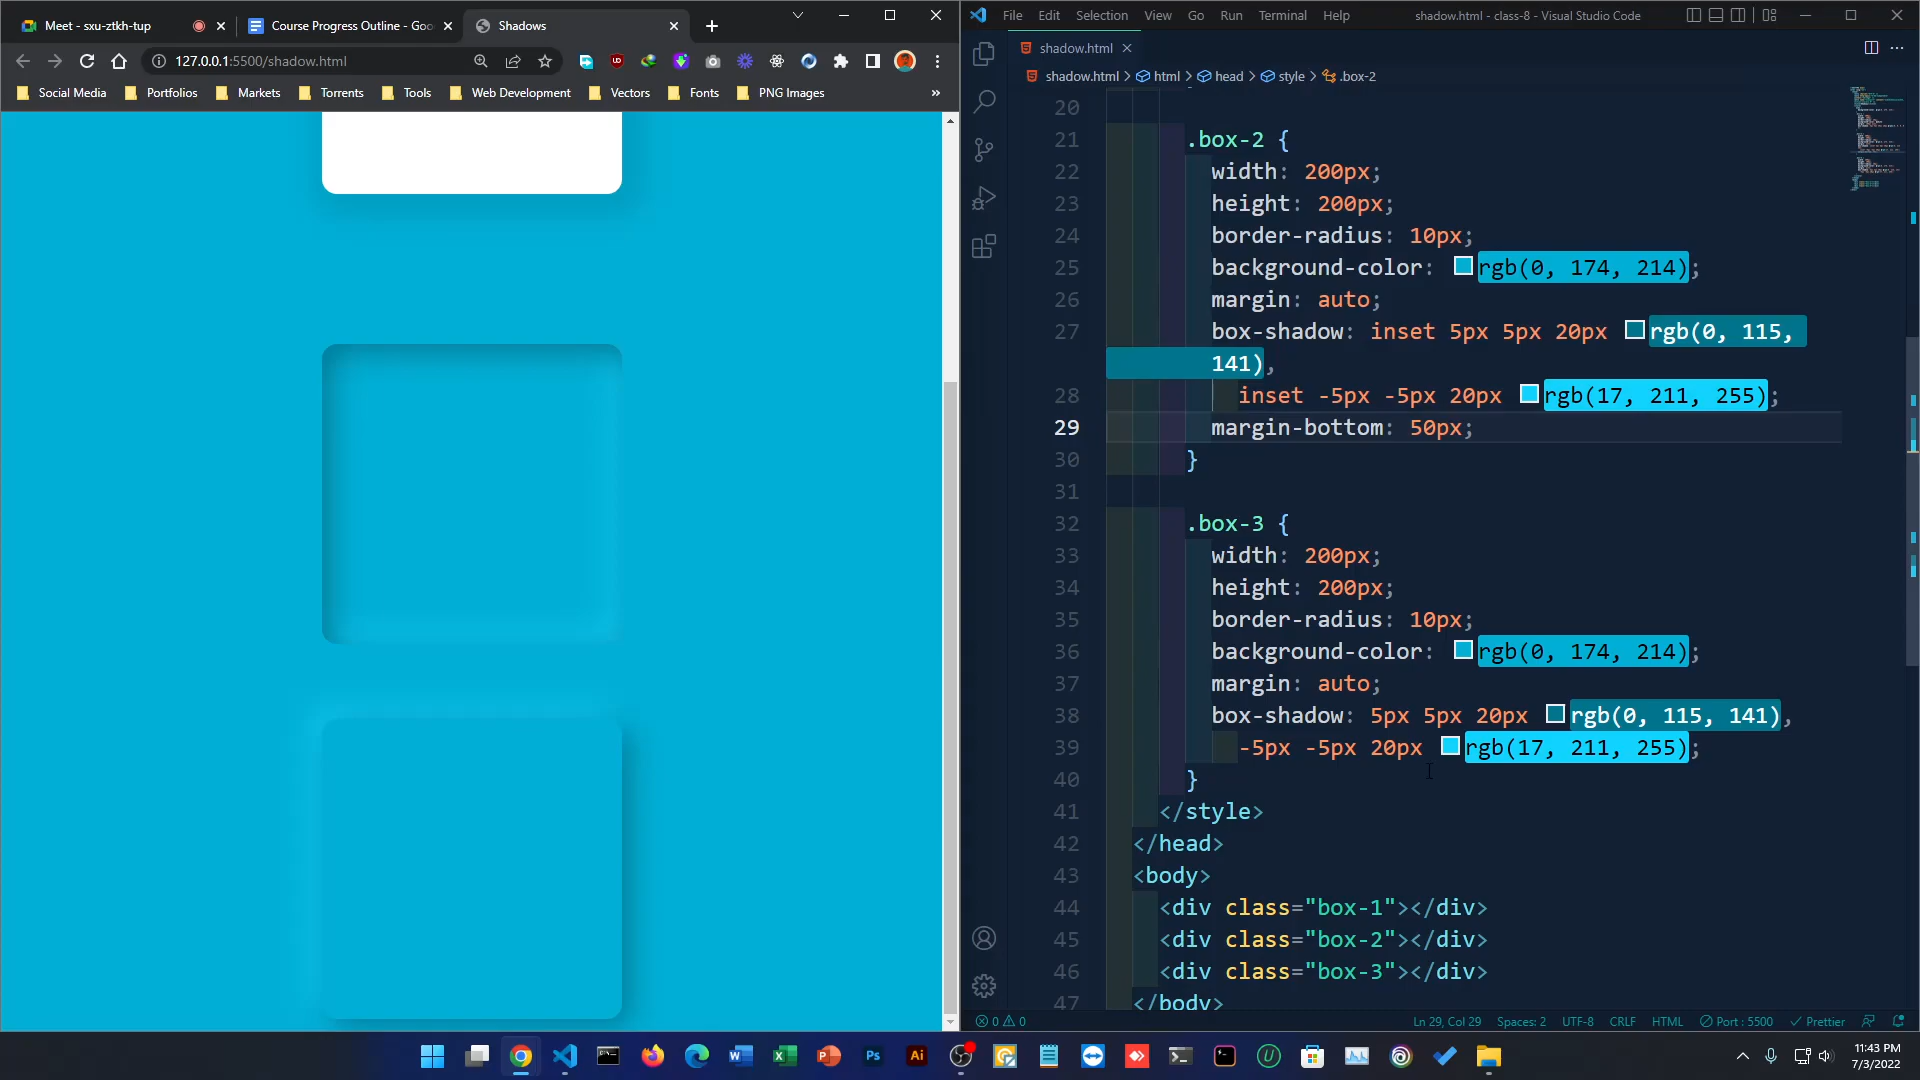 Meet - sxu-ztkh-tup
Course Progress Outline - Goo
Shadows
127.0.0.1:5500/shadow.html
Social Media
Portfolios
Markets
Torrents
Tools
Web Development
Vectors
Fonts
PNG Images
»
File Edit Selection View Go Run Terminal Help
shadow.html - class-8 - Visual Studio Code
shadow.html
shadow.html > html > head > style > .box-2
20
21 .box-2 {
22 width: 200px;
23 height: 200px;
24 border-radius: 10px;
25 background-color: rgb(0, 174, 214);
26 margin: auto;
27 box-shadow: inset 5px 5px 20px rgb(0, 115,
141),
28 inset -5px -5px 20px rgb(17, 211, 255);
29 margin-bottom: 50px;
30 }
31
32 .box-3 {
33 width: 200px;
34 height: 200px;
35 border-radius: 10px;
36 background-color: rgb(0, 174, 214);
37 margin: auto;
38 box-shadow: 5px 5px 20px rgb(0, 115, 141),
39 -5px -5px 20px rgb(17, 211, 255);
40 }
41 </style>
42 </head>
43 <body>
44 <div class="box-1"></div>
45 <div class="box-2"></div>
46 <div class="box-3"></div>
47 </body>
0 0
Ln 29, Col 29 Spaces: 2 UTF-8 CRLF HTML Port : 5500 Prettier
Ps
Ai
11:43 PM
7/3/2022